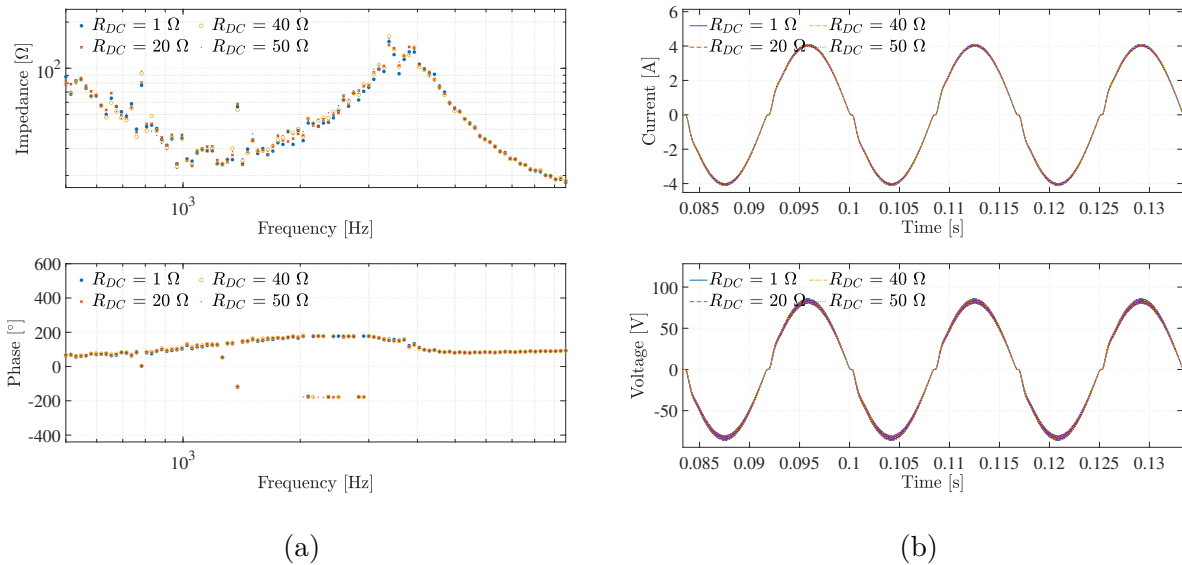 R_DC = 1 Ω
R_DC = 40 Ω
R_DC = 20 Ω
R_DC = 50 Ω
10^2
Impedance [Ω]
10^3
Frequency [Hz]
R_DC = 1 Ω
R_DC = 40 Ω
R_DC = 20 Ω
R_DC = 50 Ω
600
400
200
0
-200
-400
Phase [°]
10^3
Frequency [Hz]
(a)
R_DC = 1 Ω
R_DC = 40 Ω
R_DC = 20 Ω
R_DC = 50 Ω
4
2
0
-2
-4
Current [A]
0.085 0.09 0.095 0.1 0.105 0.11 0.115 0.12 0.125 0.13
Time [s]
R_DC = 1 Ω
R_DC = 40 Ω
R_DC = 20 Ω
R_DC = 50 Ω
100
50
0
-50
Voltage [V]
0.085 0.09 0.095 0.1 0.105 0.11 0.115 0.12 0.125 0.13
Time [s]
(b)